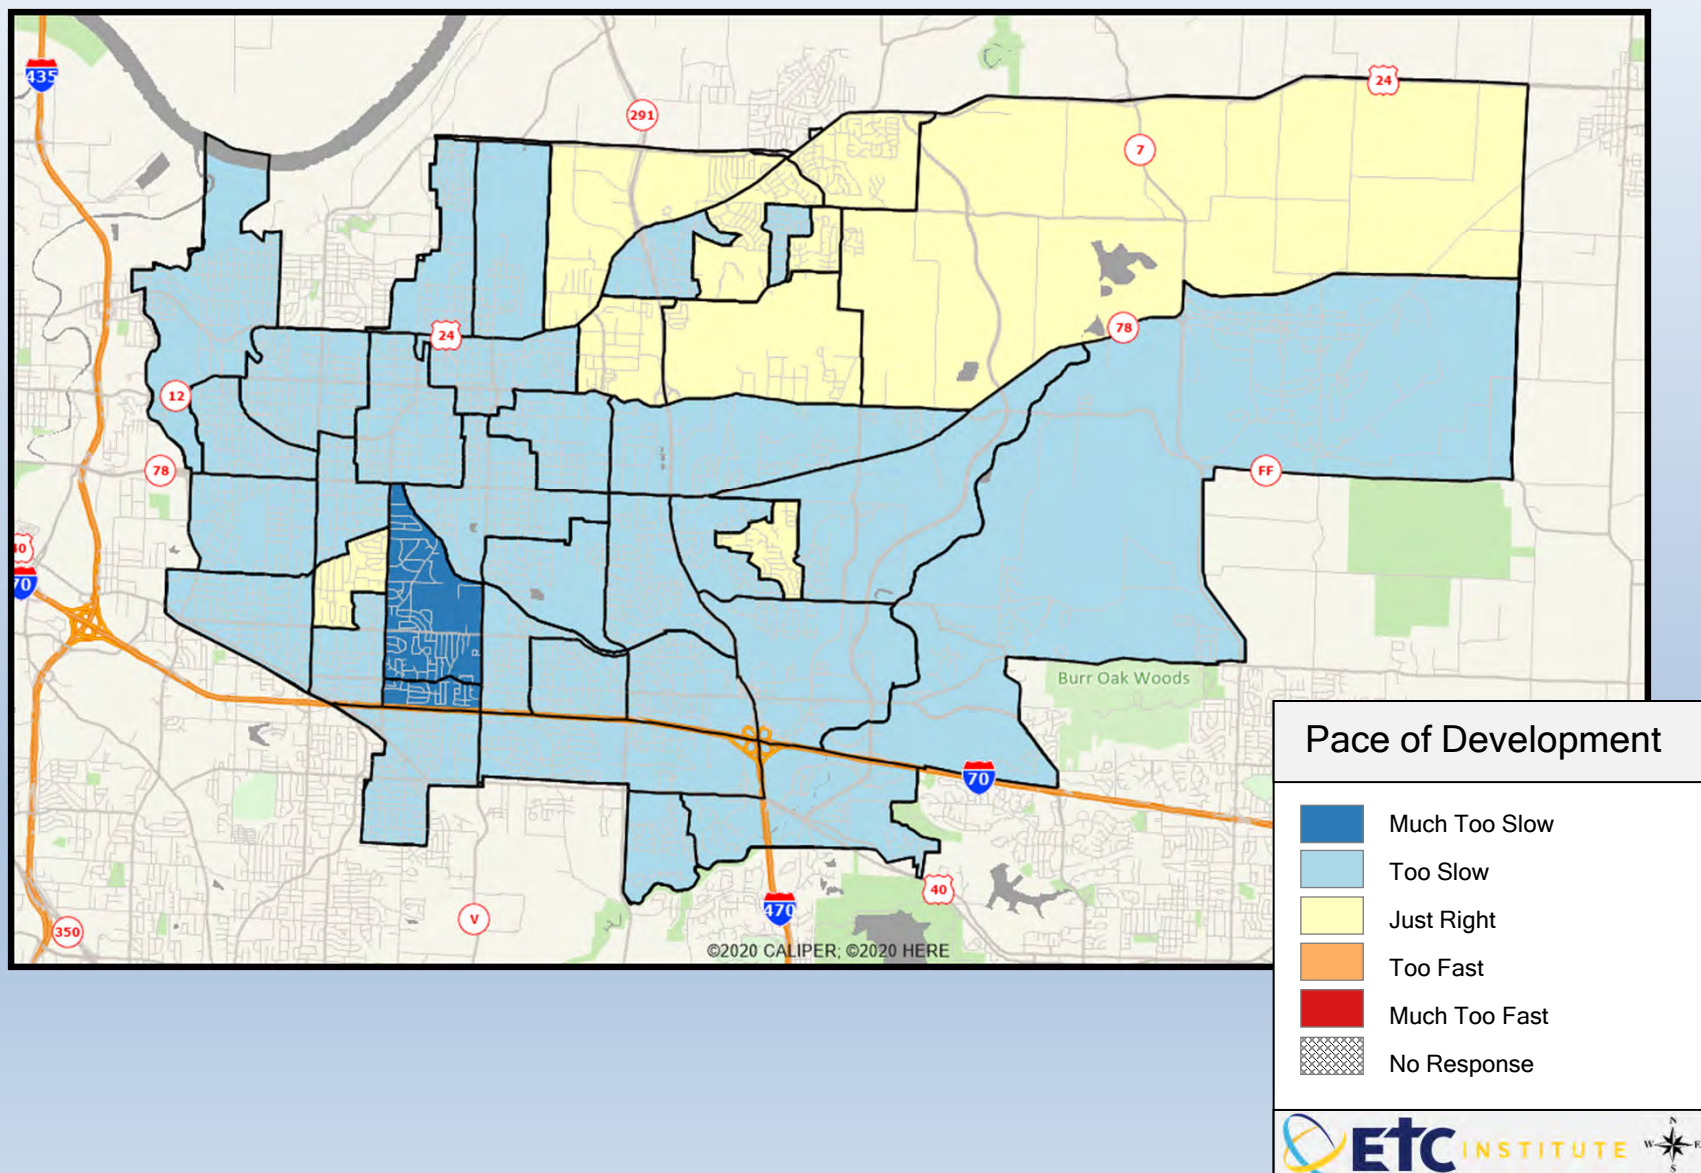 435
24
291
7
24
78
12
78
FF
40
70
Burr Oak Woods
Pace of Development
70
Much Too Slow
Too Slow
Just Right
Too Fast
Much Too Fast
No Response
40
470
V
350
©2020 CALIPER; ©2020 HERE
ETC INSTITUTE
N
W E
S